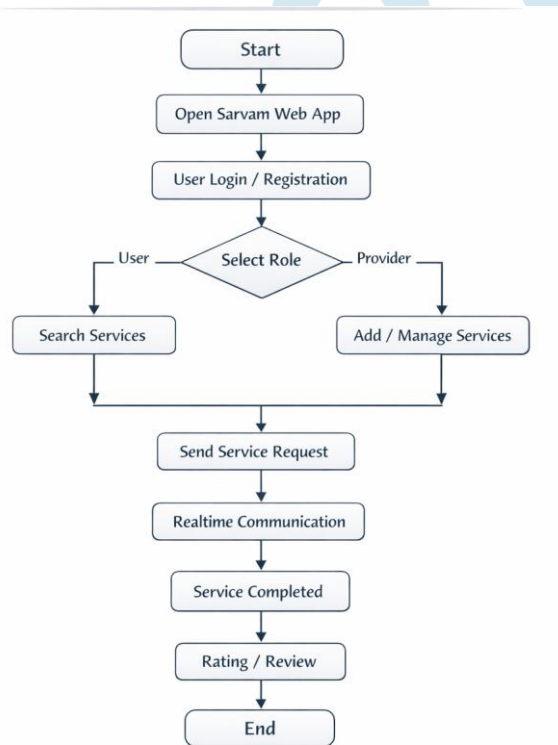 Start
Open Sarvam Web App
User Login / Registration
User
Select Role
Provider
Search Services
Add / Manage Services
Send Service Request
Realtime Communication
Service Completed
Rating / Review
End